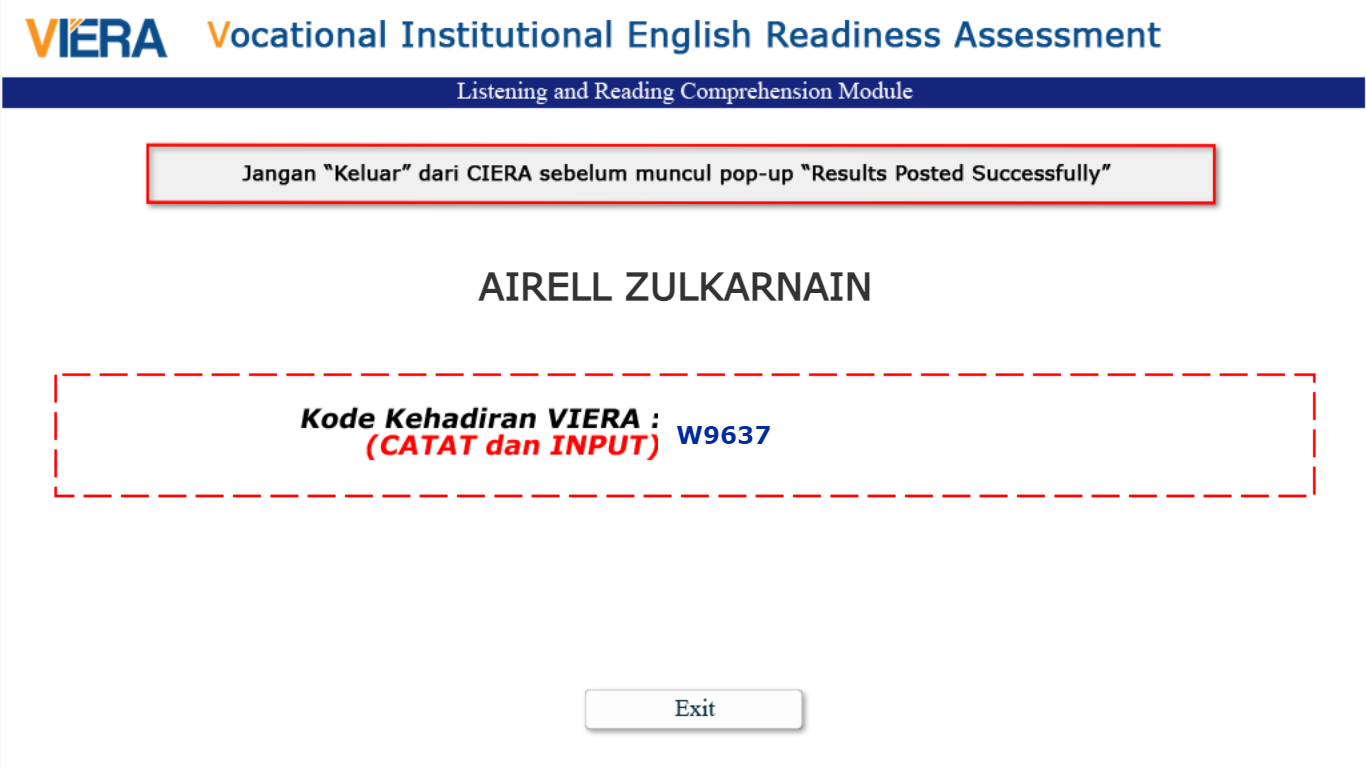 VIERA Vocational Institutional English Readiness Assessment
Listening and Reading Comprehension Module
Jangan “Keluar” dari CIERA sebelum muncul pop-up “Results Posted Successfully”
AIRELL ZULKARNAIN
Kode Kehadiran VIERA :
(CATAT dan INPUT) W9637
Exit